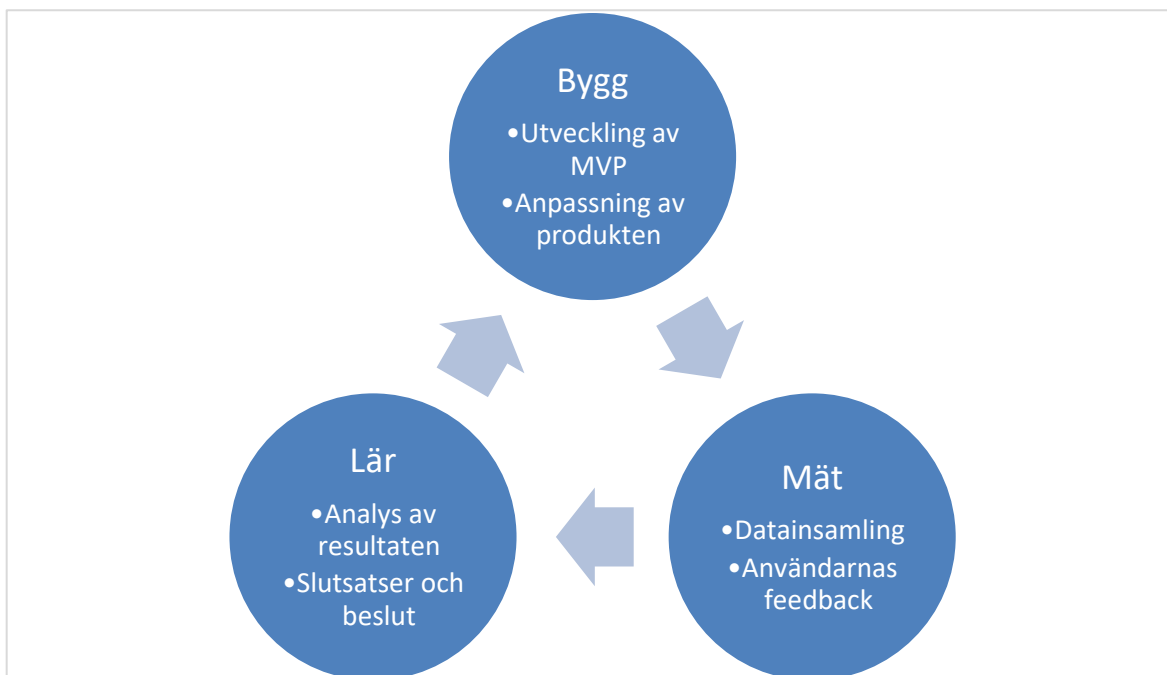 Bygg
•Utveckling av
MVP
•Anpassning av
produkten
Mät
•Datainsamling
•Användarnas
feedback
Lär
•Analys av
resultaten
•Slutsatser och
beslut